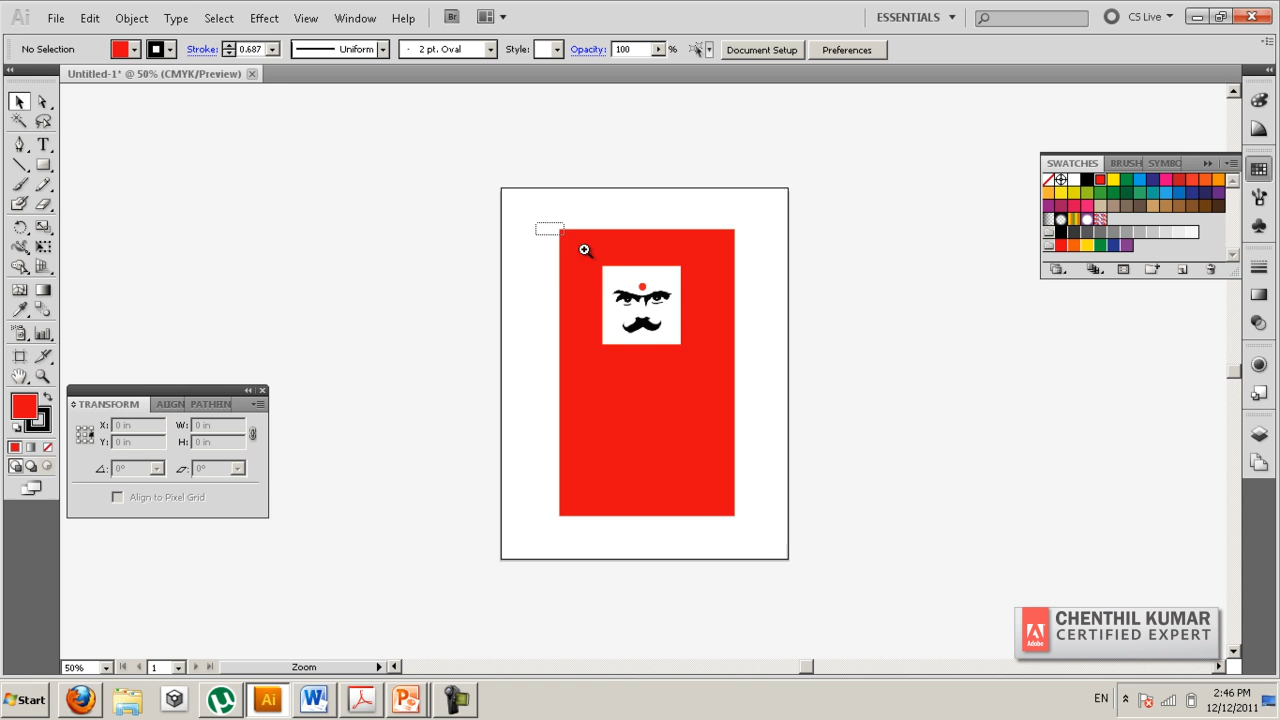 Ai File Edit Object Type Select Effect View Window Help Br ESSENTIALS CS Live
No Selection Stroke: 0.687 Uniform 2 pt. Oval Style: Opacity: 100 % Document Setup Preferences
Untitled-1* @ 50% (CMYK/Preview)
SWATCHES BRUSH SYMBO
TRANSFORM ALIGN PATHFIN
X: 0 in W: 0 in
Y: 0 in H: 0 in
0° 0°
Align to Pixel Grid
CHENTHIL KUMAR
CERTIFIED EXPERT
Adobe
50% 1 Zoom
Start Ai EN 2:46 PM
12/12/2011